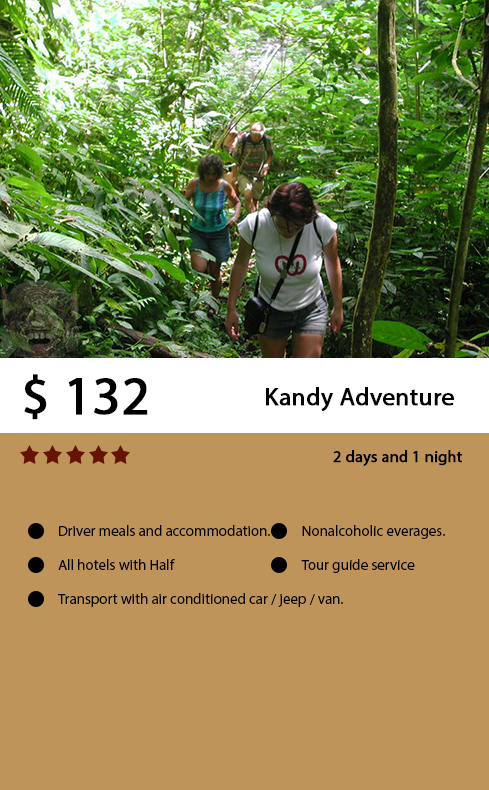 $ 132
Kandy Adventure
2 days and 1 night
Driver meals and accommodation.
Nonalcoholic everages.
All hotels with Half
Tour guide service
Transport with air conditioned car / jeep / van.